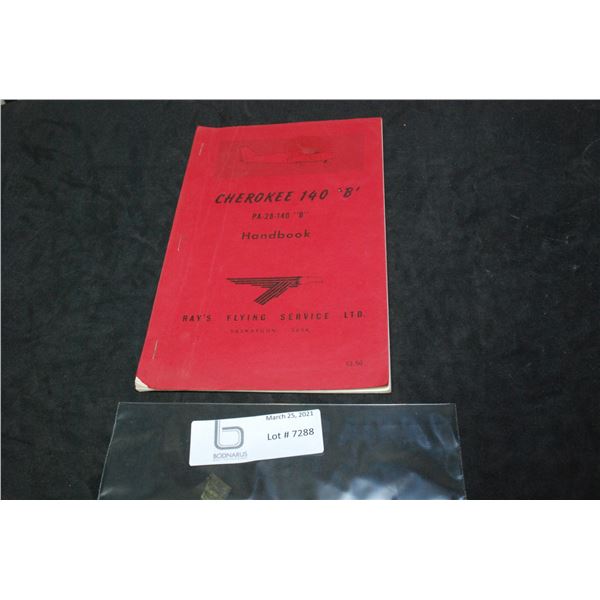 CHEROKEE 140 'B'
PA-28-140 "B"
Handbook
RAY'S FLYING SERVICE LTD.
SASKATOON, SASK.
March 25, 2021
Lot # 7288
BODNARUS